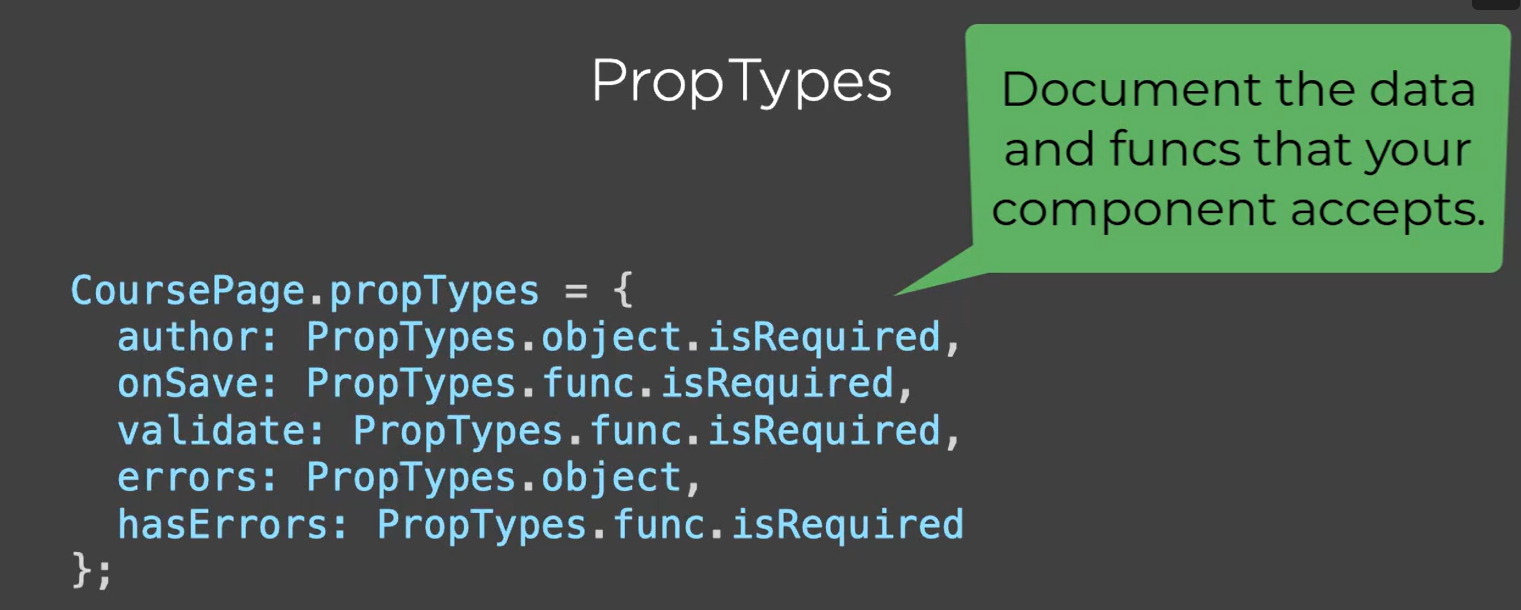 PropTypes
Document the data
and funcs that your
component accepts.
CoursePage.propTypes = {
  author: PropTypes.object.isRequired,
  onSave: PropTypes.func.isRequired,
  validate: PropTypes.func.isRequired,
  errors: PropTypes.object,
  hasErrors: PropTypes.func.isRequired
};